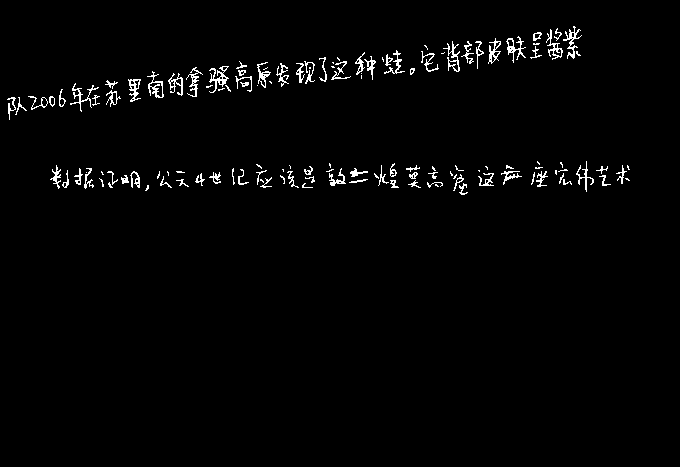 队2006年在苏里南的拿骚高原发现了这种蛙。它背部皮肤呈酱紫
数据证明,公元4世纪应该是敦煌莫高窟这座宏伟艺术